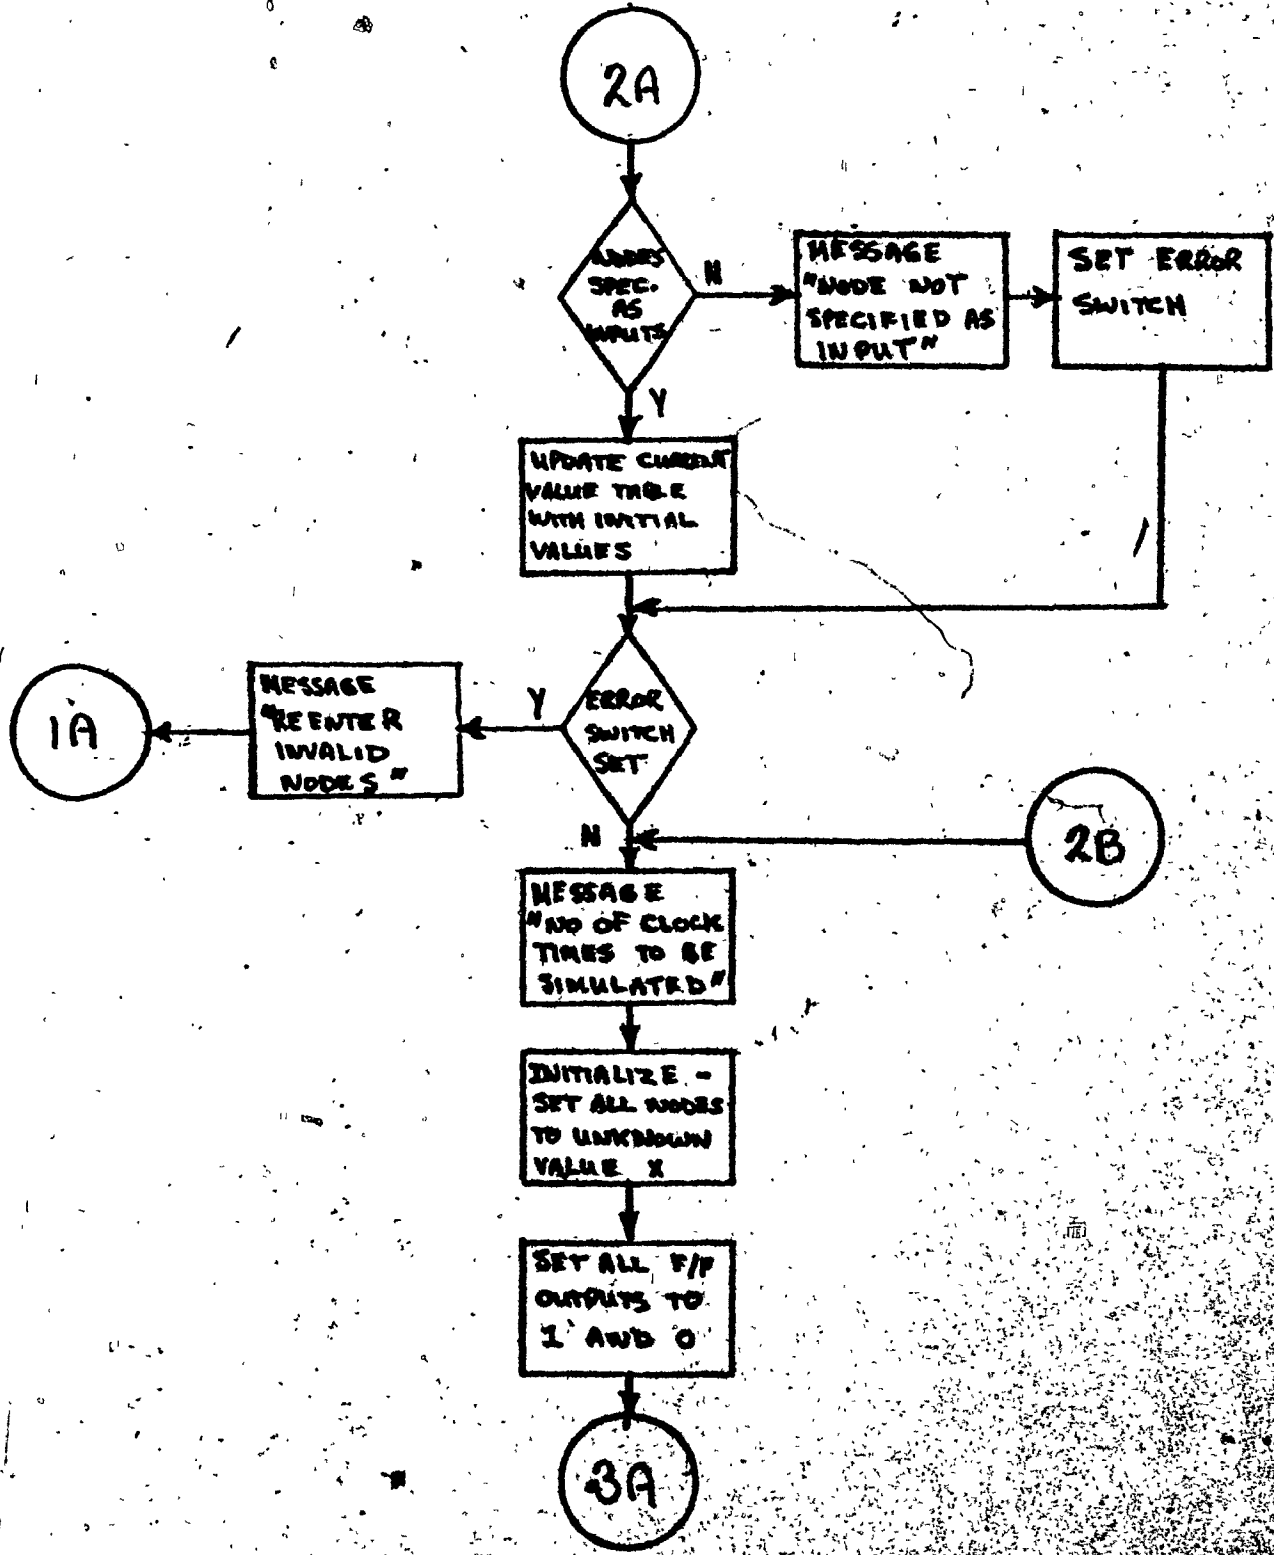 2A
NODES
SPEC.
AS
INPUTS
N
MESSAGE
"NODE NOT
SPECIFIED AS
INPUT"
SET ERROR
SWITCH
Y
UPDATE CURRENT
VALUE TABLE
WITH INITIAL
VALUES
ERROR
SWITCH
SET
Y
MESSAGE
"REENTER
INVALID
NODES"
1A
N
2B
MESSAGE
"NO OF CLOCK
TIMES TO BE
SIMULATED"
INITIALIZE -
SET ALL NODES
TO UNKNOWN
VALUE X
SET ALL F/F
OUTPUTS TO
1 AND 0
3A